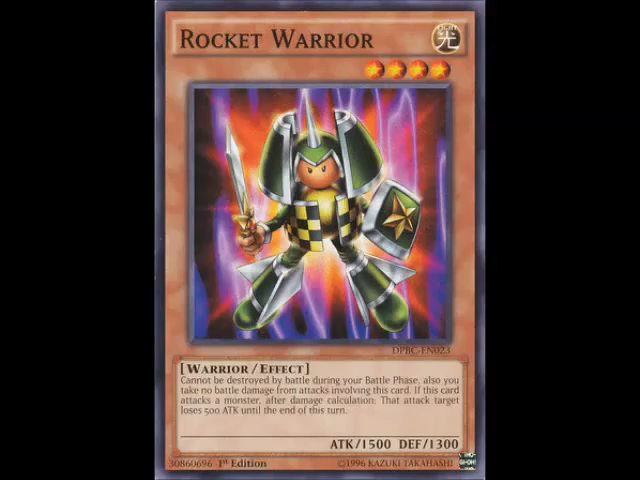 ROCKET WARRIOR
光
DPBC-EN023
[WARRIOR / EFFECT]
Cannot be destroyed by battle during your Battle Phase, also you
take no battle damage from attacks involving this card. If this card
attacks a monster, after damage calculation: That attack target
loses 500 ATK until the end of this turn.
ATK/1500 DEF/1300
30860696 1st Edition ©1996 KAZUKI TAKAHASHI